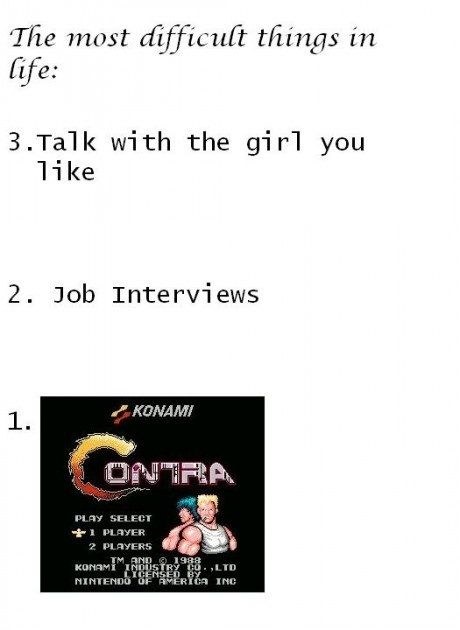 The most difficult things in
life:
3.Talk with the girl you
like
2. Job Interviews
1.
KONAMI
CONTRA
PLAY SELECT
1 PLAYER
2 PLAYERS
TM AND © 1988
KONAMI INDUSTRY CO.,LTD
LICENSED BY
NINTENDO OF AMERICA INC